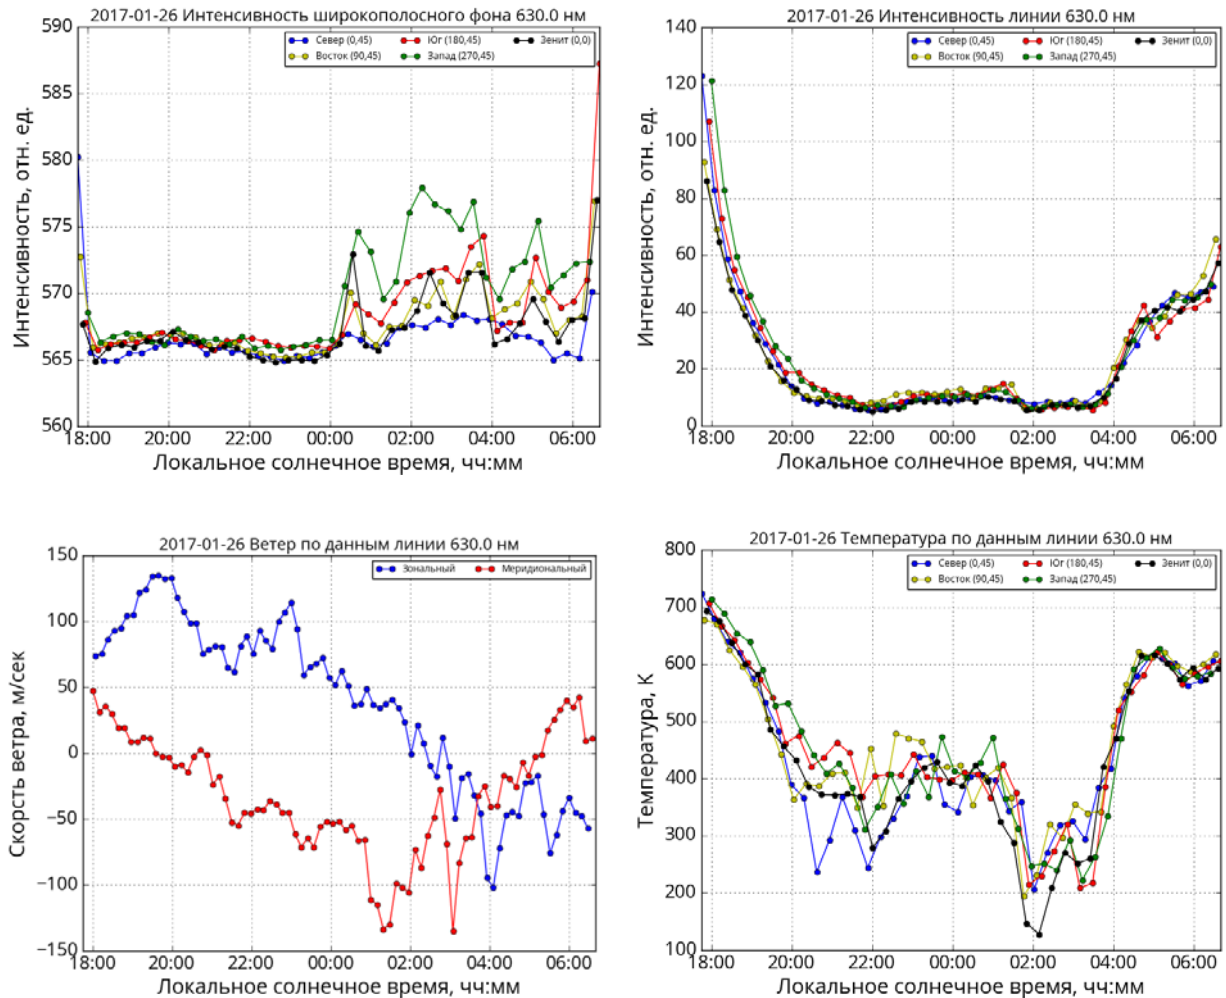 2017-01-26 Интенсивность широкополосного фона 630.0 нм
Север (0,45) Юг (180,45) Зенит (0,0)
Восток (90,45) Запад (270,45)
590
585
580
575
570
565
560
Интенсивность, отн. ед.
18:00 20:00 22:00 00:00 02:00 04:00 06:00
Локальное солнечное время, чч:мм
2017-01-26 Интенсивность линии 630.0 нм
Север (0,45) Юг (180,45) Зенит (0,0)
Восток (90,45) Запад (270,45)
140
120
100
80
60
40
20
0
Интенсивность, отн. ед.
18:00 20:00 22:00 00:00 02:00 04:00 06:00
Локальное солнечное время, чч:мм
2017-01-26 Ветер по данным линии 630.0 нм
Зональный Меридиональный
150
100
50
0
−50
−100
−150
Скорсть ветра, м/сек
18:00 20:00 22:00 00:00 02:00 04:00 06:00
Локальное солнечное время, чч:мм
2017-01-26 Температура по данным линии 630.0 нм
Север (0,45) Юг (180,45) Зенит (0,0)
Восток (90,45) Запад (270,45)
800
700
600
500
400
300
200
100
Температура, К
18:00 20:00 22:00 00:00 02:00 04:00 06:00
Локальное солнечное время, чч:мм